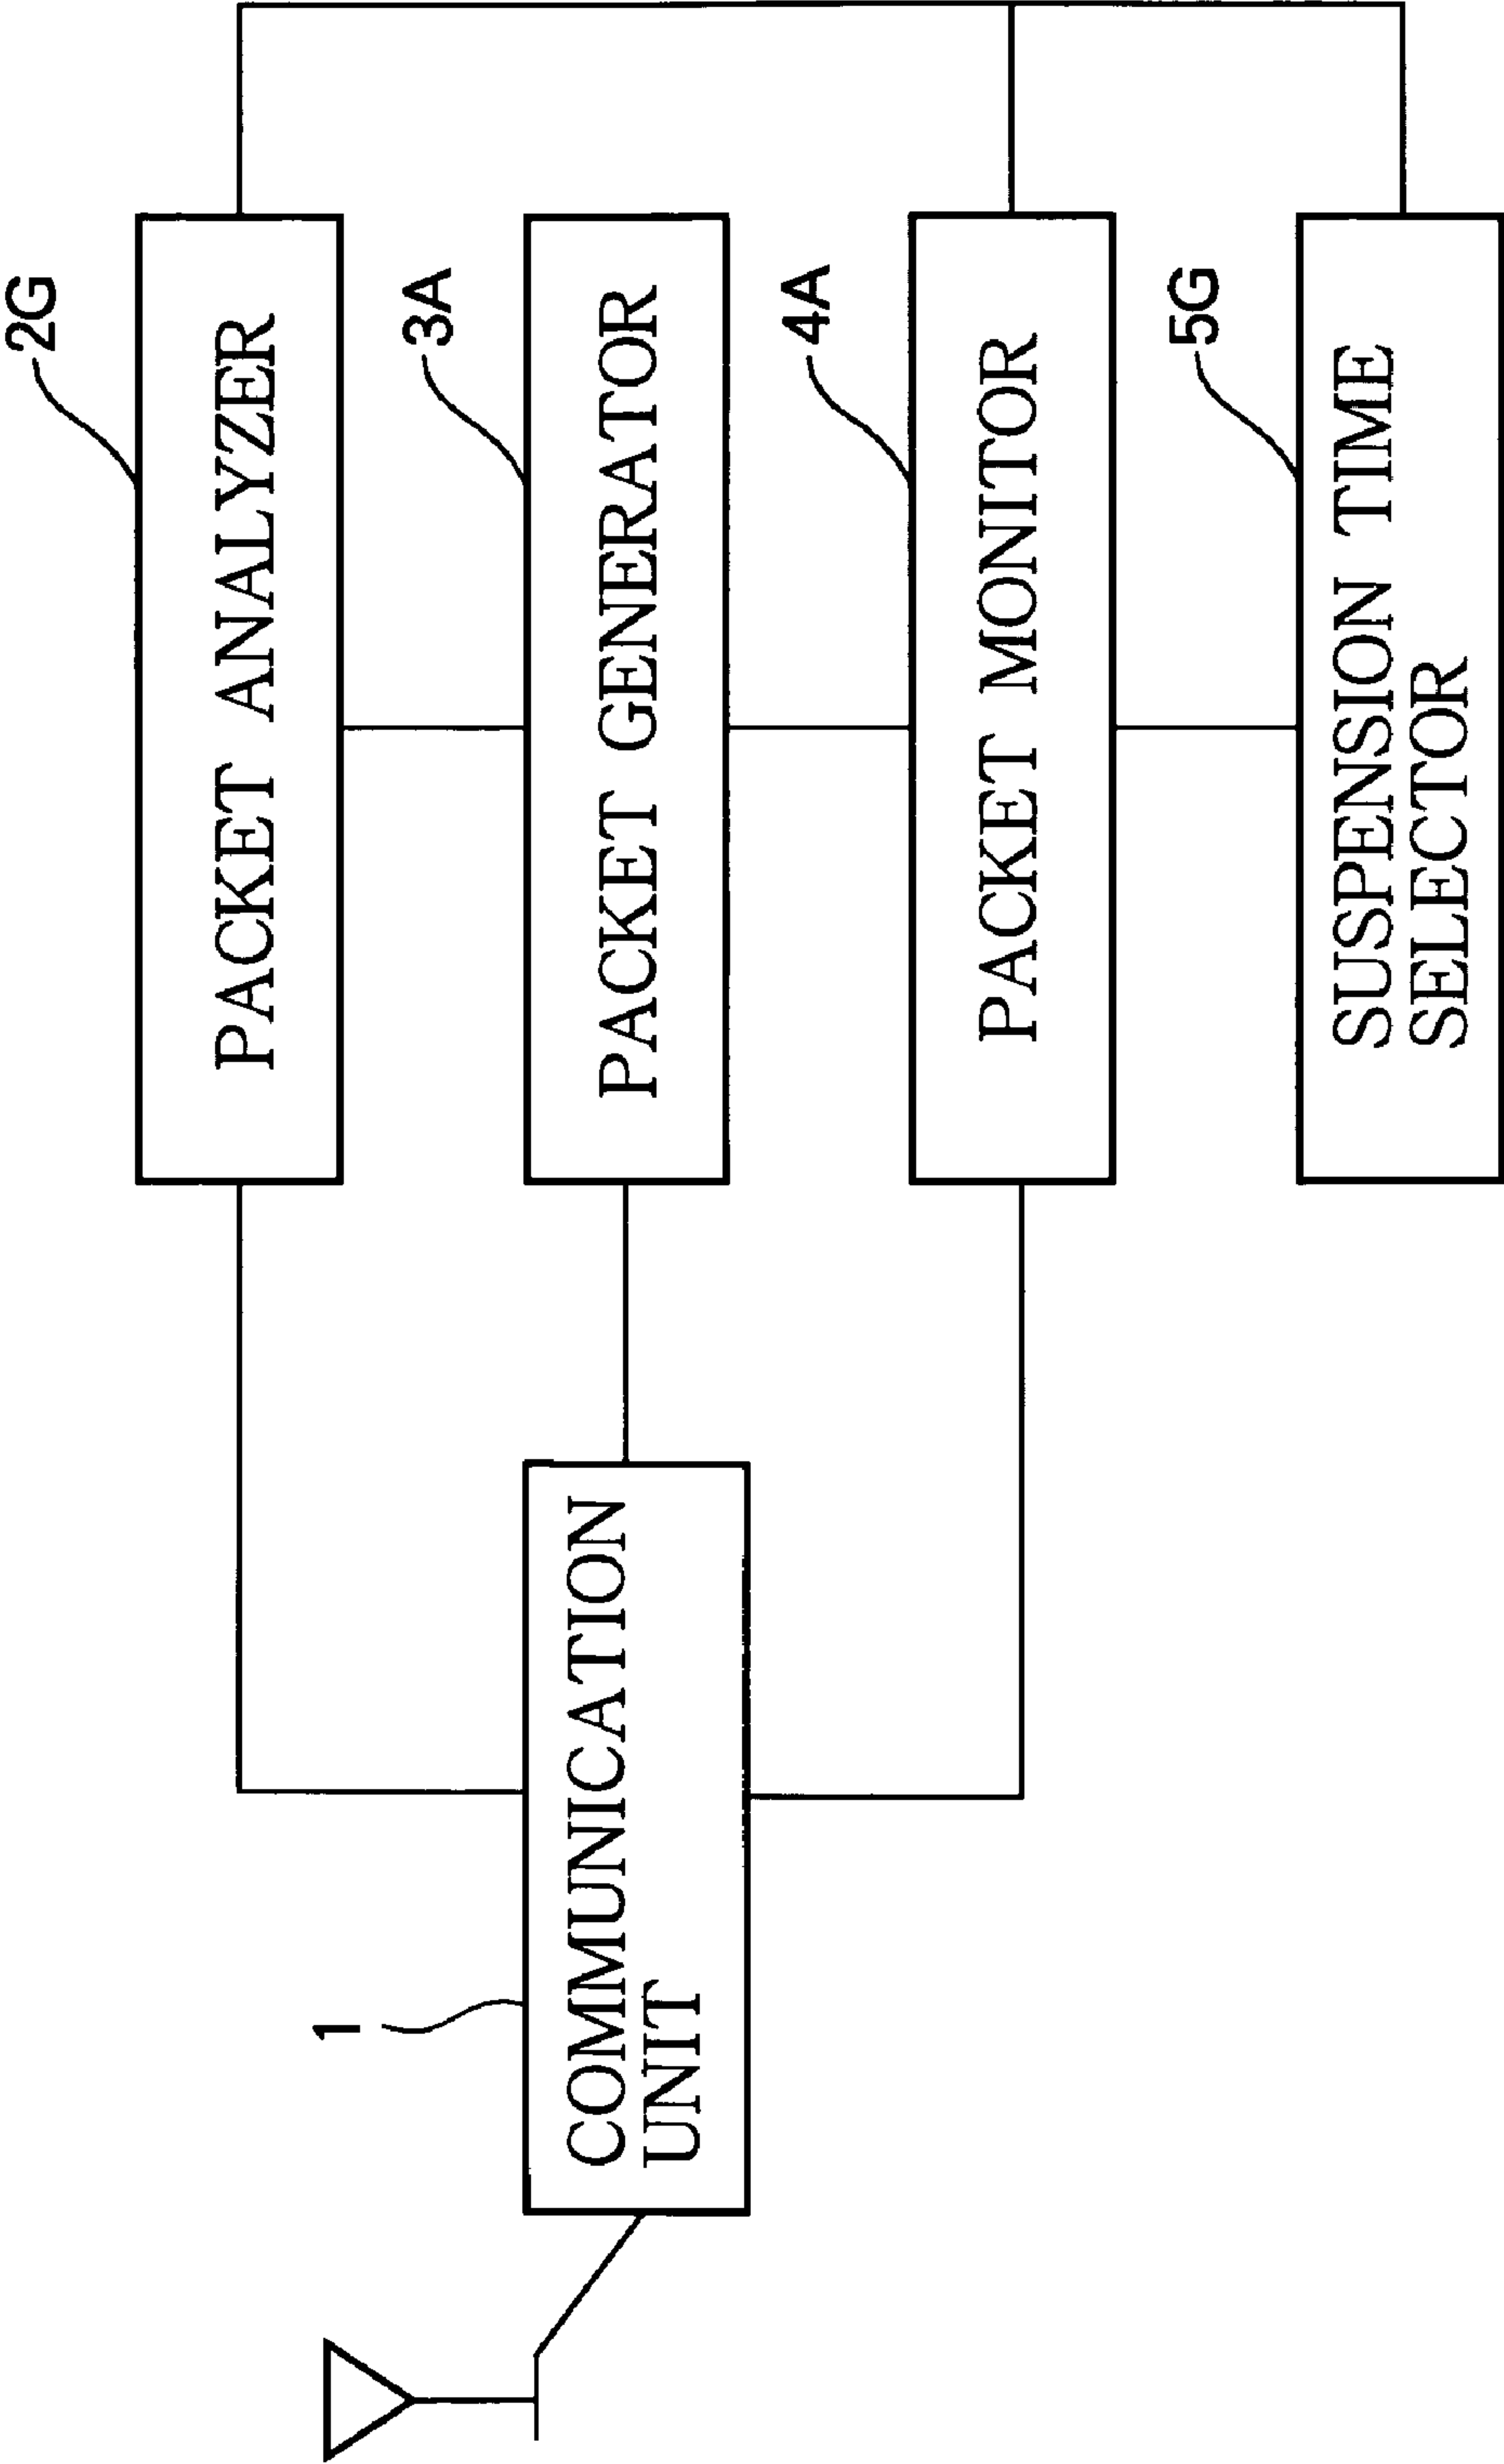 2G
PACKET ANALYZER
3A
PACKET GENERATOR
4A
PACKET MONITOR
5G
SUSPENSION TIME
SELECTOR
1
COMMUNICATION
UNIT